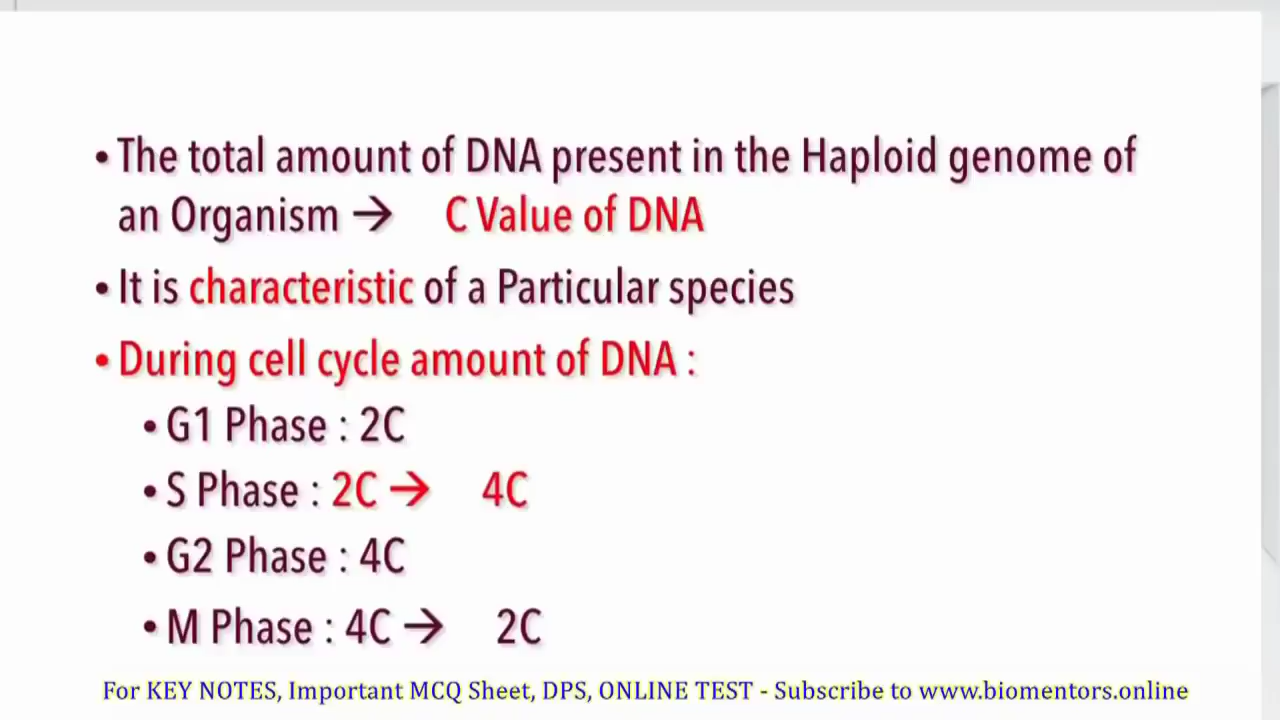 • The total amount of DNA present in the Haploid genome of
an Organism → C Value of DNA
• It is characteristic of a Particular species
• During cell cycle amount of DNA :
• G1 Phase : 2C
• S Phase : 2C → 4C
• G2 Phase : 4C
• M Phase : 4C → 2C
For KEY NOTES, Important MCQ Sheet, DPS, ONLINE TEST - Subscribe to www.biomentors.online